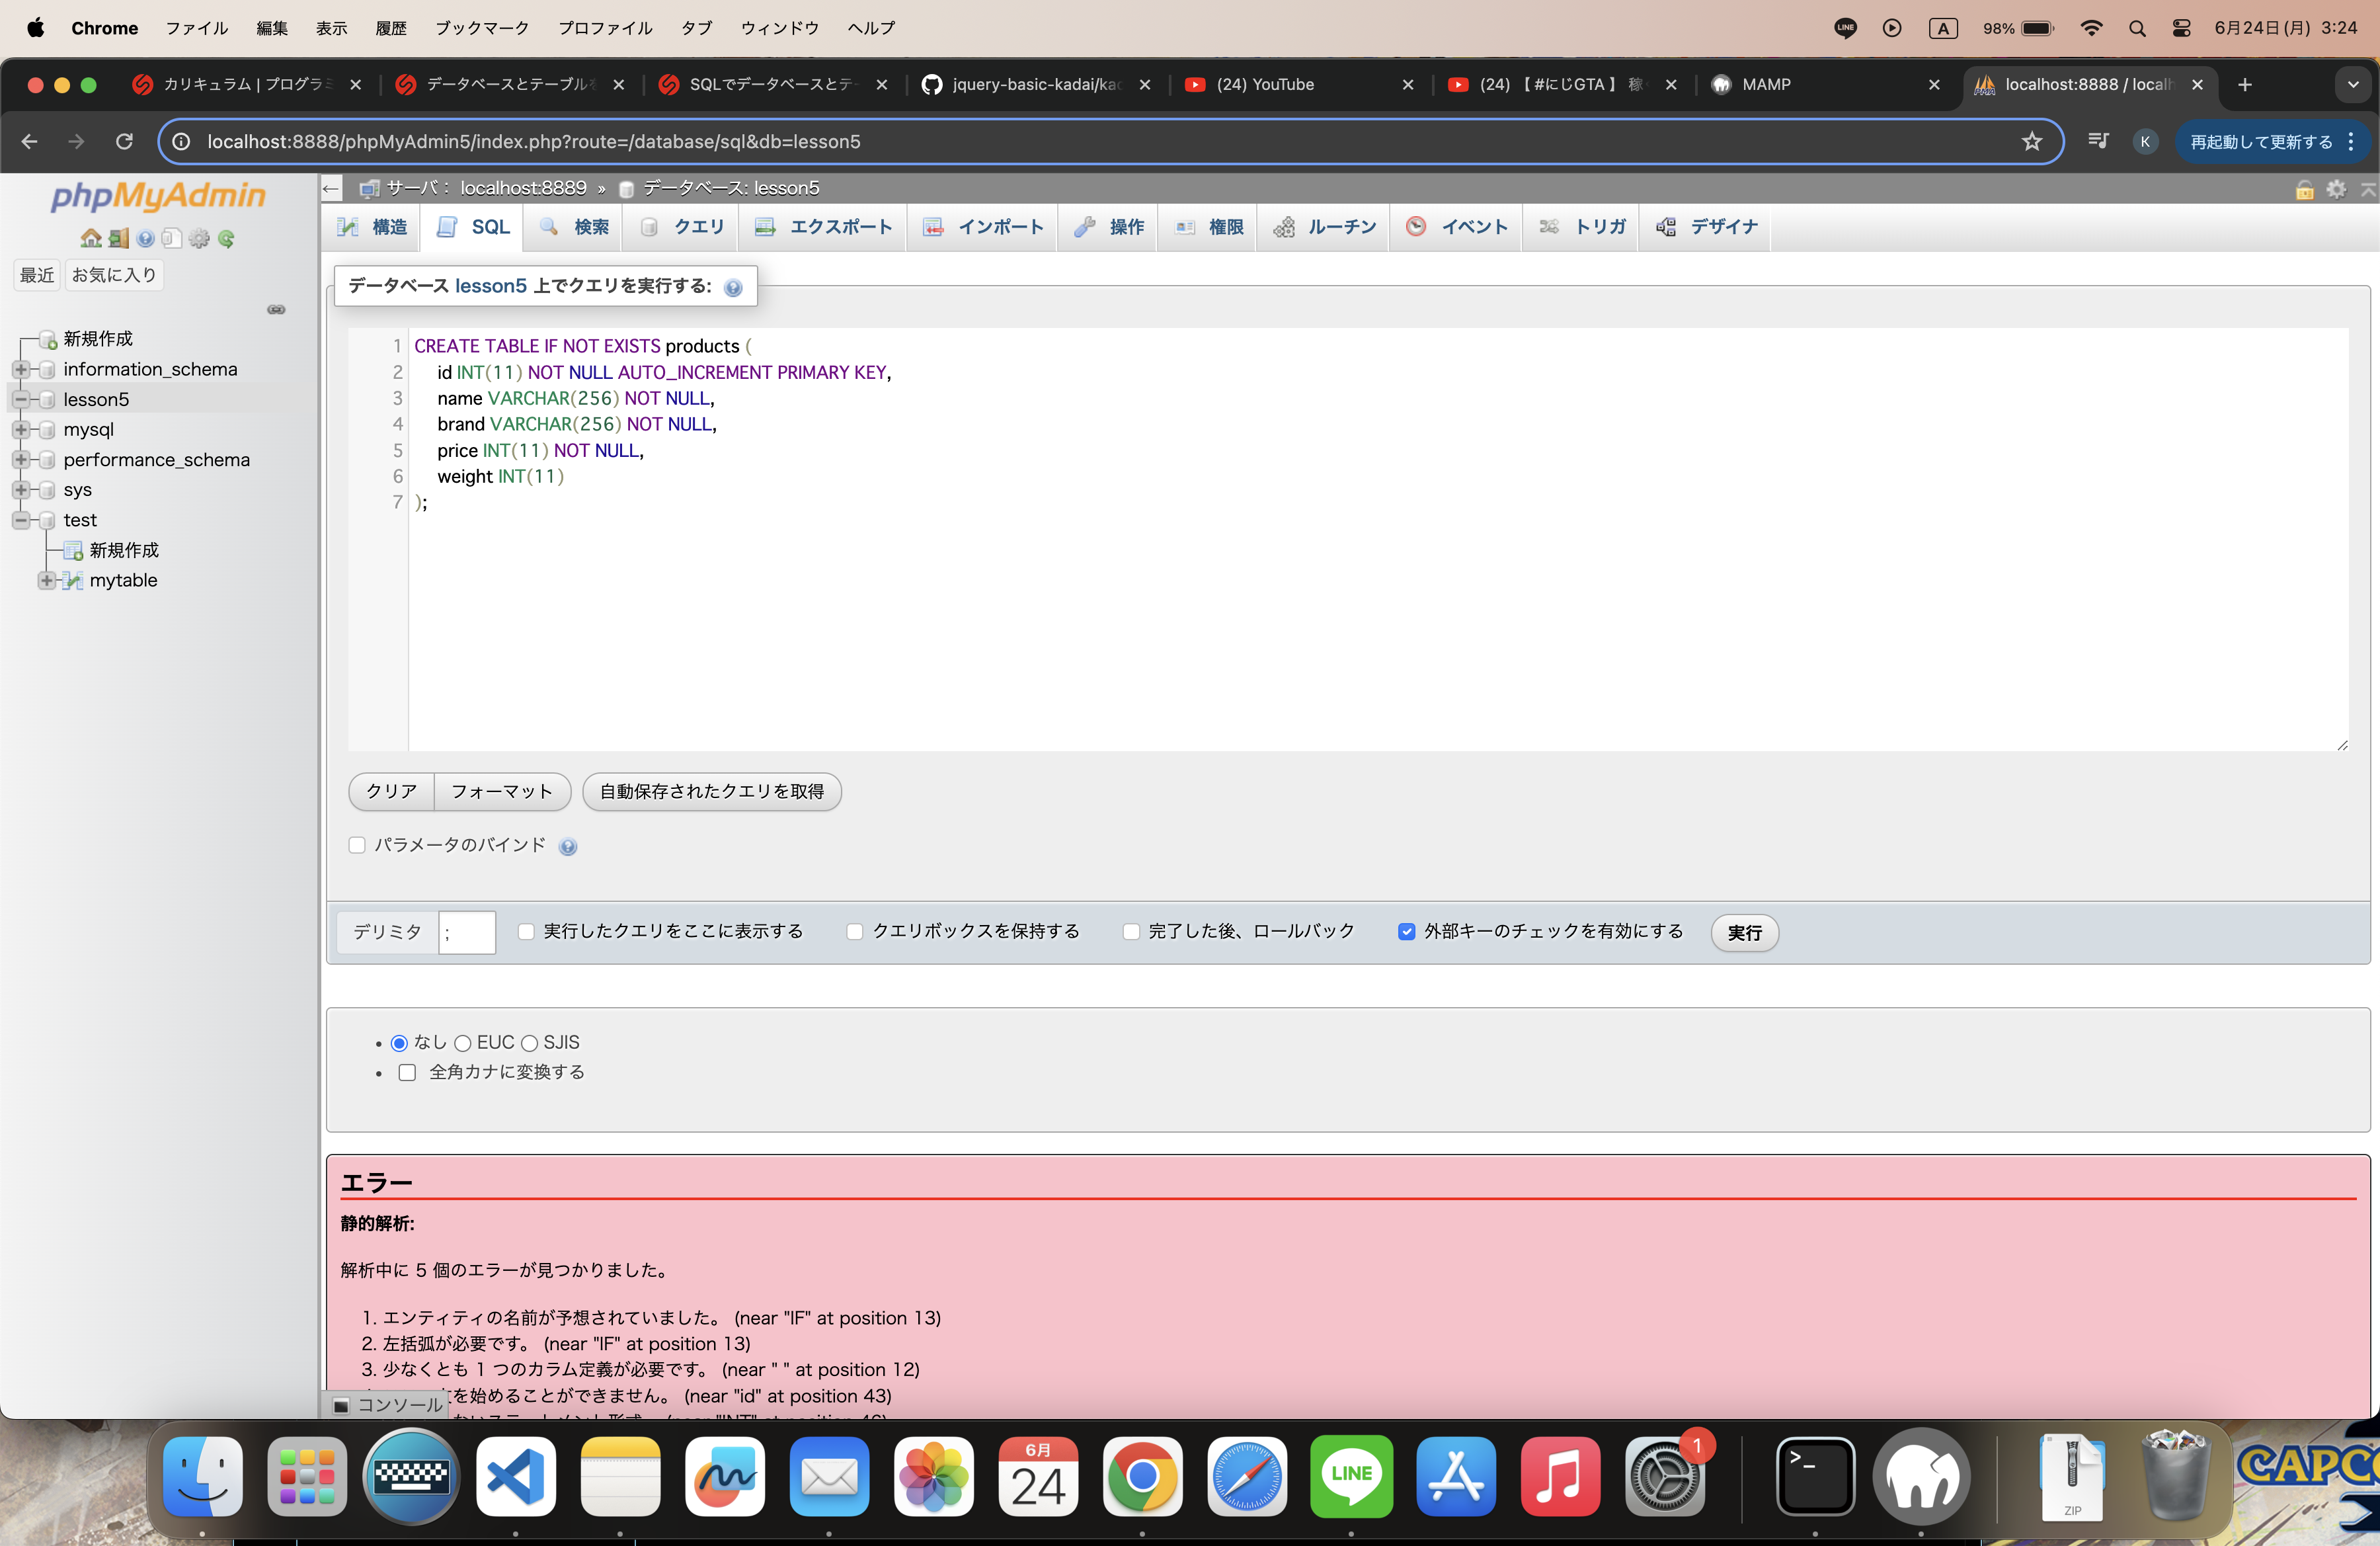 Chrome ファイル 編集 表示 履歴 ブックマーク プロファイル タブ ウィンドウ ヘルプ LINE A 98% 6月24日(月) 3:24
カリキュラム | プログラミ データベースとテーブルを SQLでデータベースとテー jquery-basic-kadai/kad (24) YouTube (24) 【#にじGTA】 稼 MAMP localhost:8888 / localh
localhost:8888/phpMyAdmin5/index.php?route=/database/sql&db=lesson5 K 再起動して更新する
phpMyAdmin
最近 お気に入り
新規作成
information_schema
lesson5
mysql
performance_schema
sys
test
新規作成
mytable
サーバ: localhost:8889 » データベース: lesson5
構造 SQL 検索 クエリ エクスポート インポート 操作 権限 ルーチン イベント トリガ デザイナ
データベース lesson5 上でクエリを実行する:
1 CREATE TABLE IF NOT EXISTS products (
2 id INT(11) NOT NULL AUTO_INCREMENT PRIMARY KEY,
3 name VARCHAR(256) NOT NULL,
4 brand VARCHAR(256) NOT NULL,
5 price INT(11) NOT NULL,
6 weight INT(11)
7 );
クリア フォーマット 自動保存されたクエリを取得
パラメータのバインド
デリミタ ; 実行したクエリをここに表示する クエリボックスを保持する 完了した後、ロールバック 外部キーのチェックを有効にする 実行
なし EUC SJIS
全角カナに変換する
エラー
静的解析:
解析中に 5 個のエラーが見つかりました。
1. エンティティの名前が予想されていました。 (near "IF" at position 13)
2. 左括弧が必要です。 (near "IF" at position 13)
3. 少なくとも 1 つのカラム定義が必要です。 (near " " at position 12)
を始めることができません。 (near "id" at position 43)
コンソール
6月
24
LINE
1
ZIP
CAPC